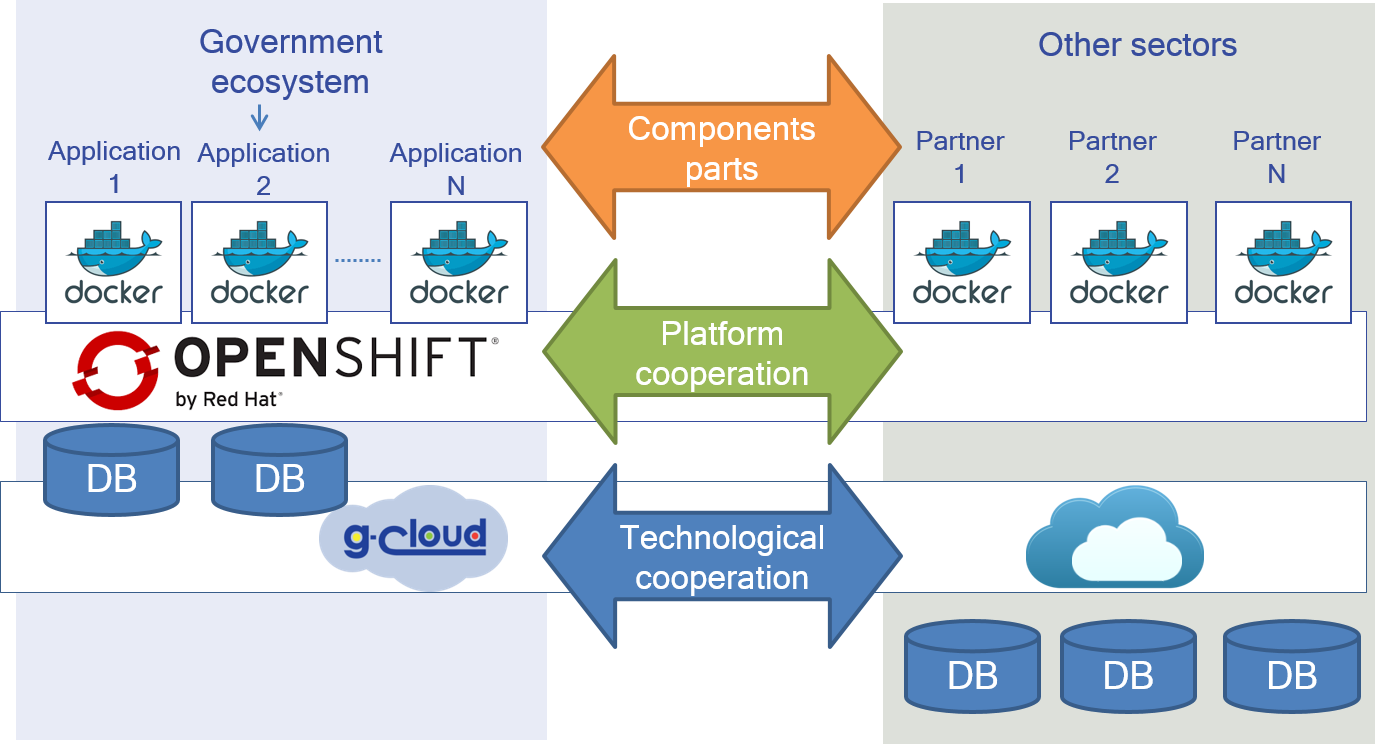 Government
ecosystem
Application
1
Application
2
Application
N
docker
docker
........
docker
OPENSHIFT®
by Red Hat®
DB
DB
g-cloud
Components
parts
Platform
cooperation
Technological
cooperation
Other sectors
Partner
1
Partner
2
Partner
N
docker
docker
docker
DB
DB
DB